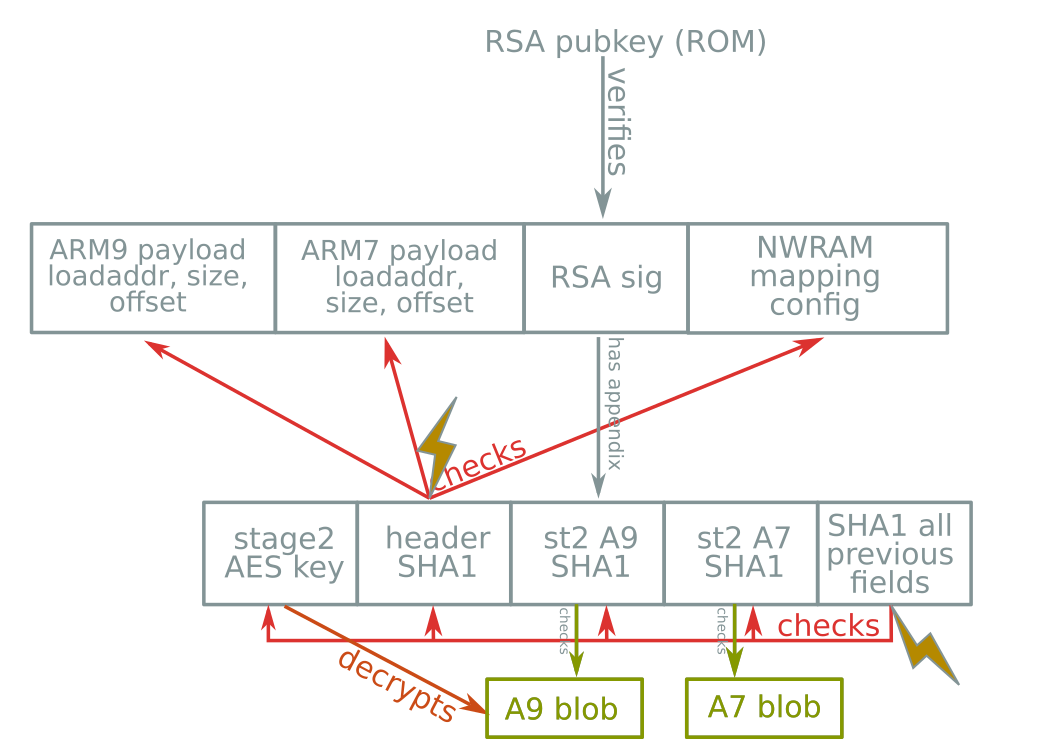 RSA pubkey (ROM)
verifies
ARM9 payload
loadaddr, size,
offset
ARM7 payload
loadaddr,
size, offset
RSA sig
NWRAM
mapping
config
has appendix
checks
stage2
AES key
header
SHA1
st2 A9
SHA1
st2 A7
SHA1
SHA1 all
previous
fields
checks
checks
checks
decrypts
A9 blob
A7 blob